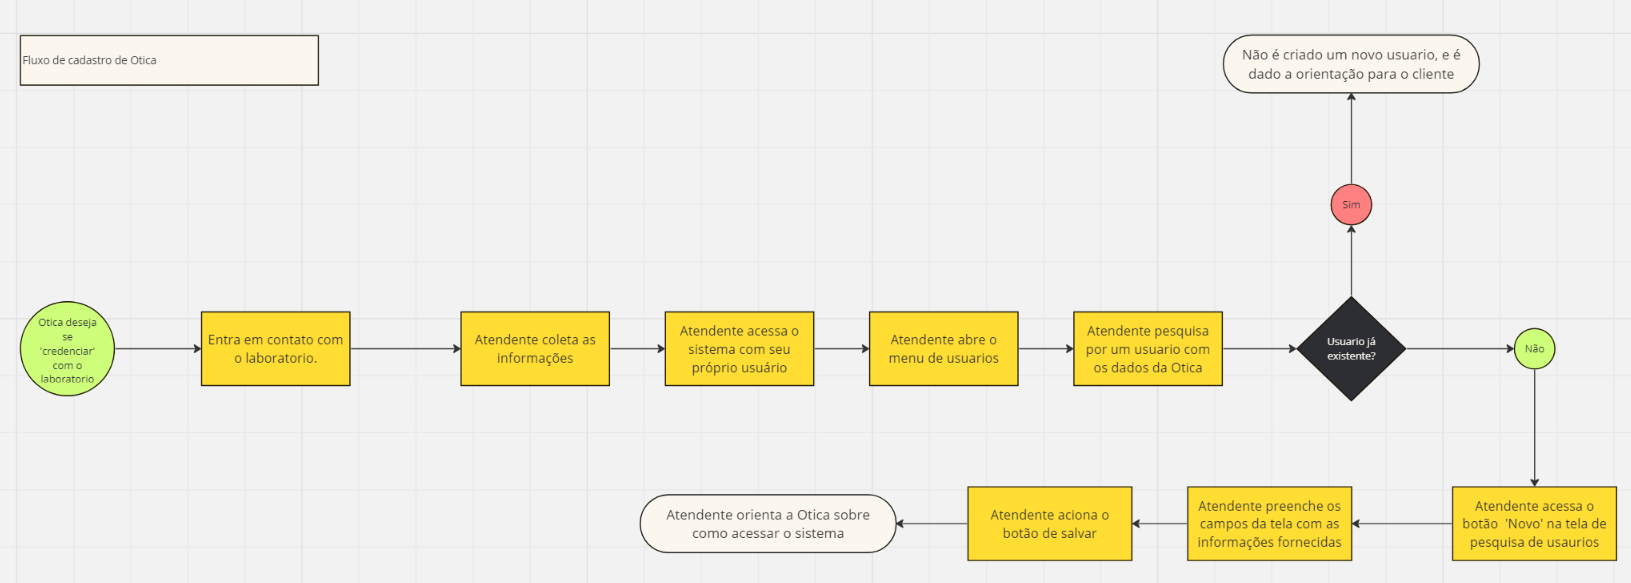 Fluxo de cadastro de Otica
Não é criado um novo usuario, e é
dado a orientação para o cliente
Sim
Otica deseja
se
'credenciar'
com o
laboratorio
Entra em contato com
o laboratorio.
Atendente coleta as
informações
Atendente acessa o
sistema com seu
próprio usuário
Atendente abre o
menu de usuarios
Atendente pesquisa
por um usuario com
os dados da Otica
Usuario já
existente?
Não
Atendente acessa o
botão 'Novo' na tela de
pesquisa de usaurios
Atendente preenche os
campos da tela com as
informações fornecidas
Atendente aciona o
botão de salvar
Atendente orienta a Otica sobre
como acessar o sistema